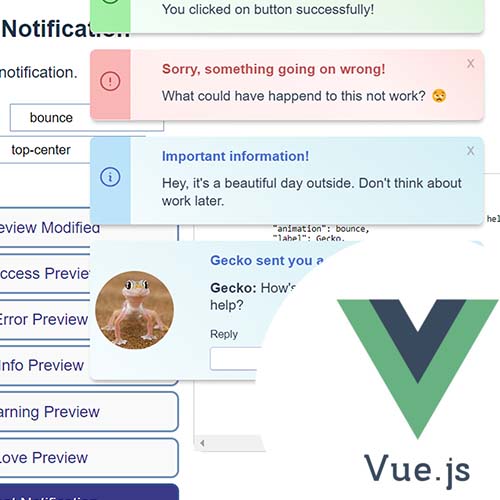 You clicked on button successfully!
Notification
Sorry, something going on wrong!
X
notification.
What could have happend to this not work? 😒
bounce
top-center
Important information!
X
Hey, it's a beautiful day outside. Don't think about
work later.
eview Modified
hel
"animation": bounce,
"label": Gecko,
Gecko sent you a
ccess Preview
Gecko: How's
help?
Error Preview
Reply
Info Preview
arning Preview
Love Preview
Vue.js